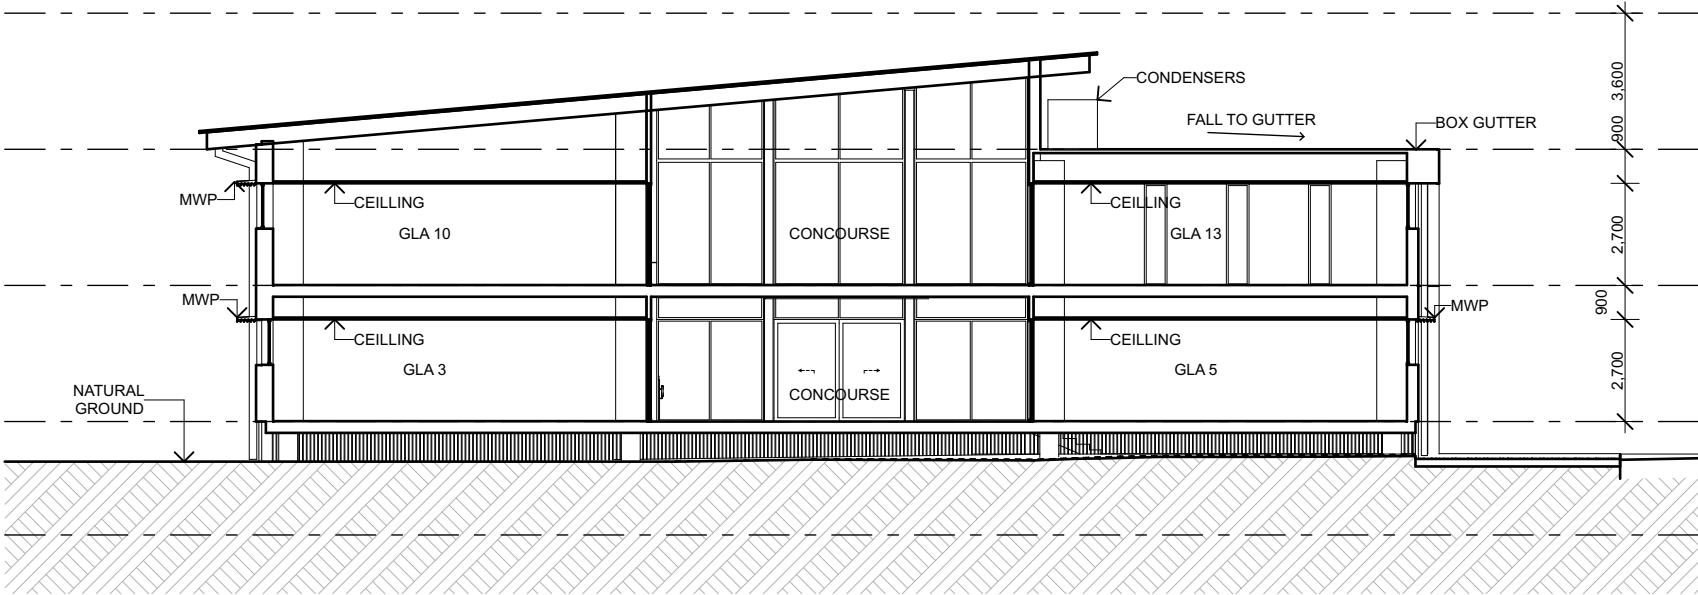 CONDENSERS
3,600
FALL TO GUTTER
BOX GUTTER
900
MWP
CEILLING
CEILLING
GLA 10
CONCOURSE
GLA 13
2,700
MWP
900
MWP
CEILLING
CEILLING
GLA 3
GLA 5
2,700
NATURAL
GROUND
CONCOURSE